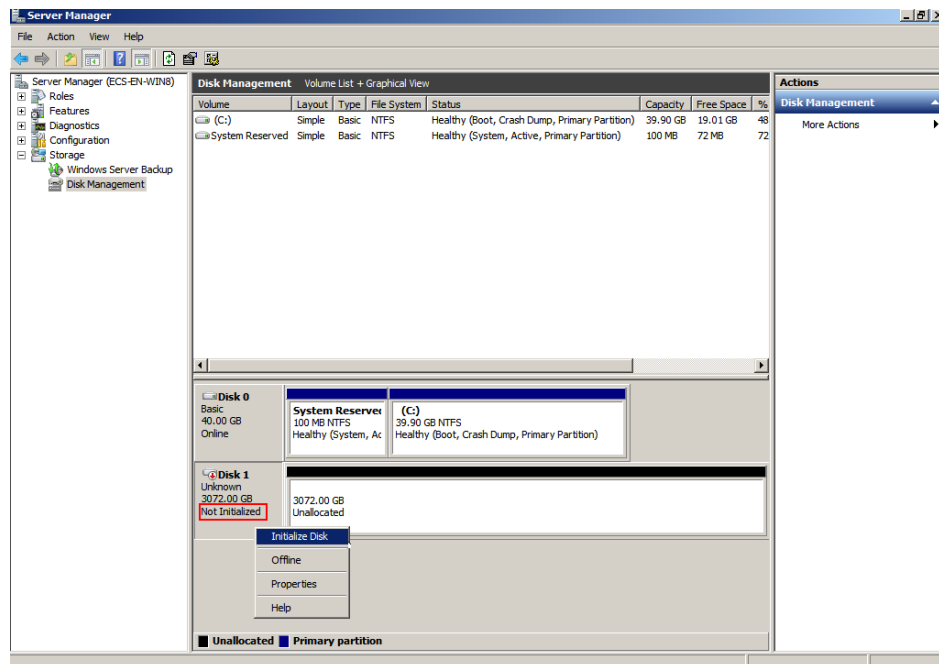 Server Manager
File Action View Help
Server Manager (ECS-EN-WIN8)
Roles
Features
Diagnostics
Configuration
Storage
Windows Server Backup
Disk Management
Disk Management Volume List + Graphical View
Volume Layout Type File System Status Capacity Free Space %
(C:) Simple Basic NTFS Healthy (Boot, Crash Dump, Primary Partition) 39.90 GB 19.01 GB 48
System Reserved Simple Basic NTFS Healthy (System, Active, Primary Partition) 100 MB 72 MB 72
Disk 0
Basic
40.00 GB
Online
System Reserve
100 MB NTFS
Healthy (System, Ac
(C:)
39.90 GB NTFS
Healthy (Boot, Crash Dump, Primary Partition)
Disk 1
Unknown
3072.00 GB
Not Initialized
3072.00 GB
Unallocated
Initialize Disk
Offline
Properties
Help
Unallocated Primary partition
Actions
Disk Management
More Actions